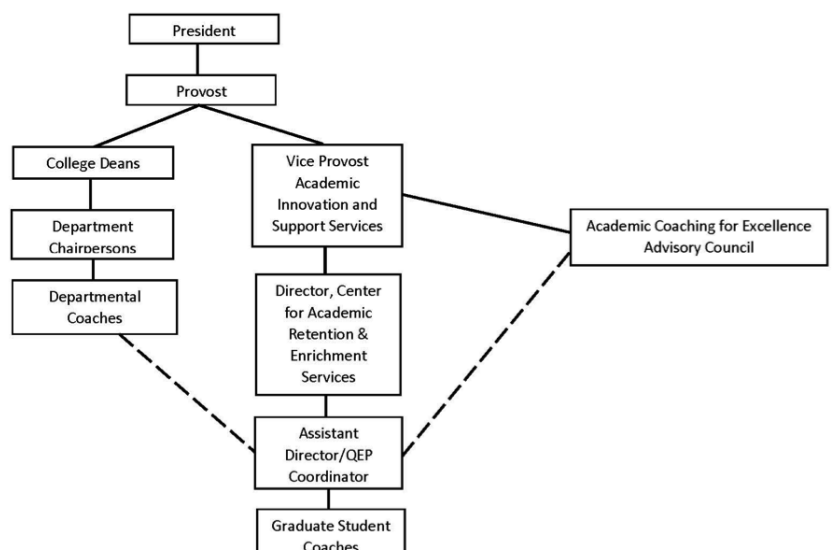 President
Provost
College Deans
Vice Provost
Academic
Innovation and
Support Services
Department
Chairpersons
Academic Coaching for Excellence
Advisory Council
Departmental
Coaches
Director, Center
for Academic
Retention &
Enrichment
Services
Assistant
Director/QEP
Coordinator
Graduate Student
Coaches